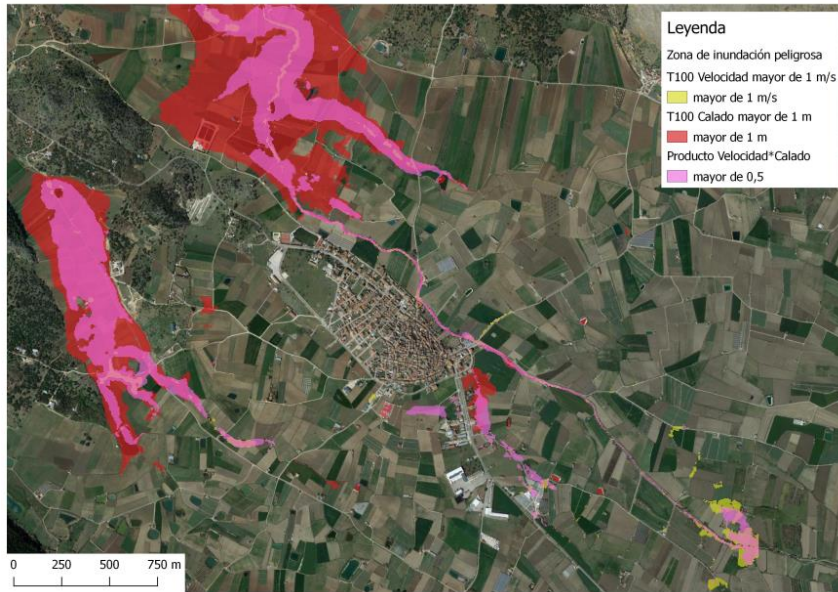 Leyenda
Zona de inundación peligrosa
T100 Velocidad mayor de 1 m/s
mayor de 1 m/s
T100 Calado mayor de 1 m
mayor de 1 m
Producto Velocidad*Calado
mayor de 0,5
0 250 500 750 m